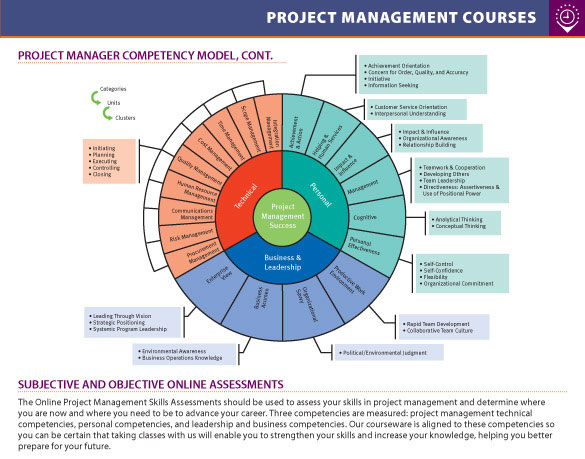 PROJECT MANAGEMENT COURSES
PROJECT MANAGER COMPETENCY MODEL, CONT.
Categories
Units
Clusters
• Initiating
• Planning
• Executing
• Controlling
• Closing
• Achievement Orientation
• Concern for Order, Quality, and Accuracy
• Initiative
• Information Seeking
• Customer Service Orientation
• Interpersonal Understanding
• Impact & Influence
• Organizational Awareness
• Relationship Building
• Teamwork & Cooperation
• Developing Others
• Team Leadership
• Directiveness: Assertiveness &
Use of Positional Power
• Analytical Thinking
• Conceptual Thinking
• Self-Control
• Self-Confidence
• Flexibility
• Organizational Commitment
Integration
Management
Scope Management
Time Management
Cost Management
Quality Management
Human Resource
Management
Communications
Management
Risk Management
Procurement
Management
Achievement
& Action
Helping &
Human Services
Impact &
Influence
Management
Cognitive
Personal
Effectiveness
Technical
Personal
Project
Management
Success
Business &
Leadership
Enterprise
View
Business
Acumen
Organizational
Savvy
Productive Work
Environment
• Leading Through Vision
• Strategic Positioning
• Systemic Program Leadership
• Environmental Awareness
• Business Operations Knowledge
• Political/Environmental Judgment
• Rapid Team Development
• Collaborative Team Culture
SUBJECTIVE AND OBJECTIVE ONLINE ASSESSMENTS
The Online Project Management Skills Assessments should be used to assess your skills in project management and determine where
you are now and where you need to be to advance your career. Three competencies are measured: project management technical
competencies, personal competencies, and leadership and business competencies. Our courseware is aligned to these competencies so
you can be certain that taking classes with us will enable you to strengthen your skills and increase your knowledge, helping you better
prepare for your future.